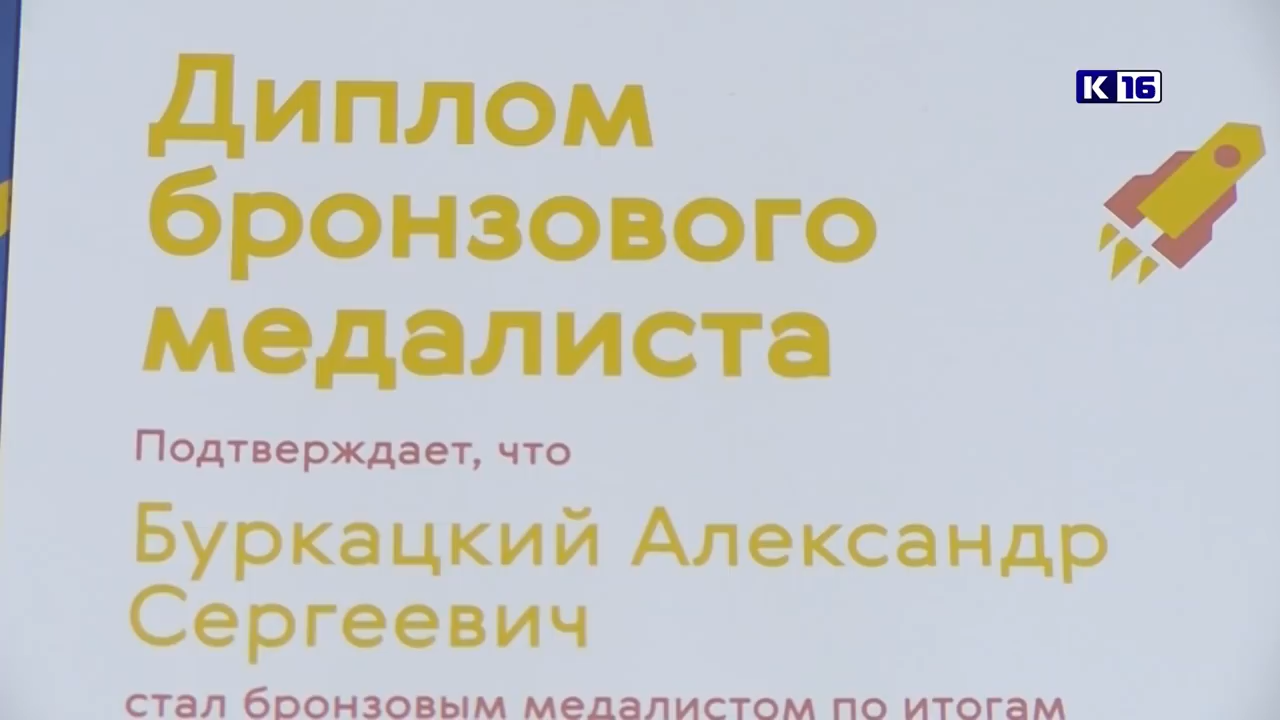 К 16
Диплом
бронзового
медалиста
Подтверждает, что
Буркацкий Александр
Сергеевич
стал бронзовым медалистом по итогам